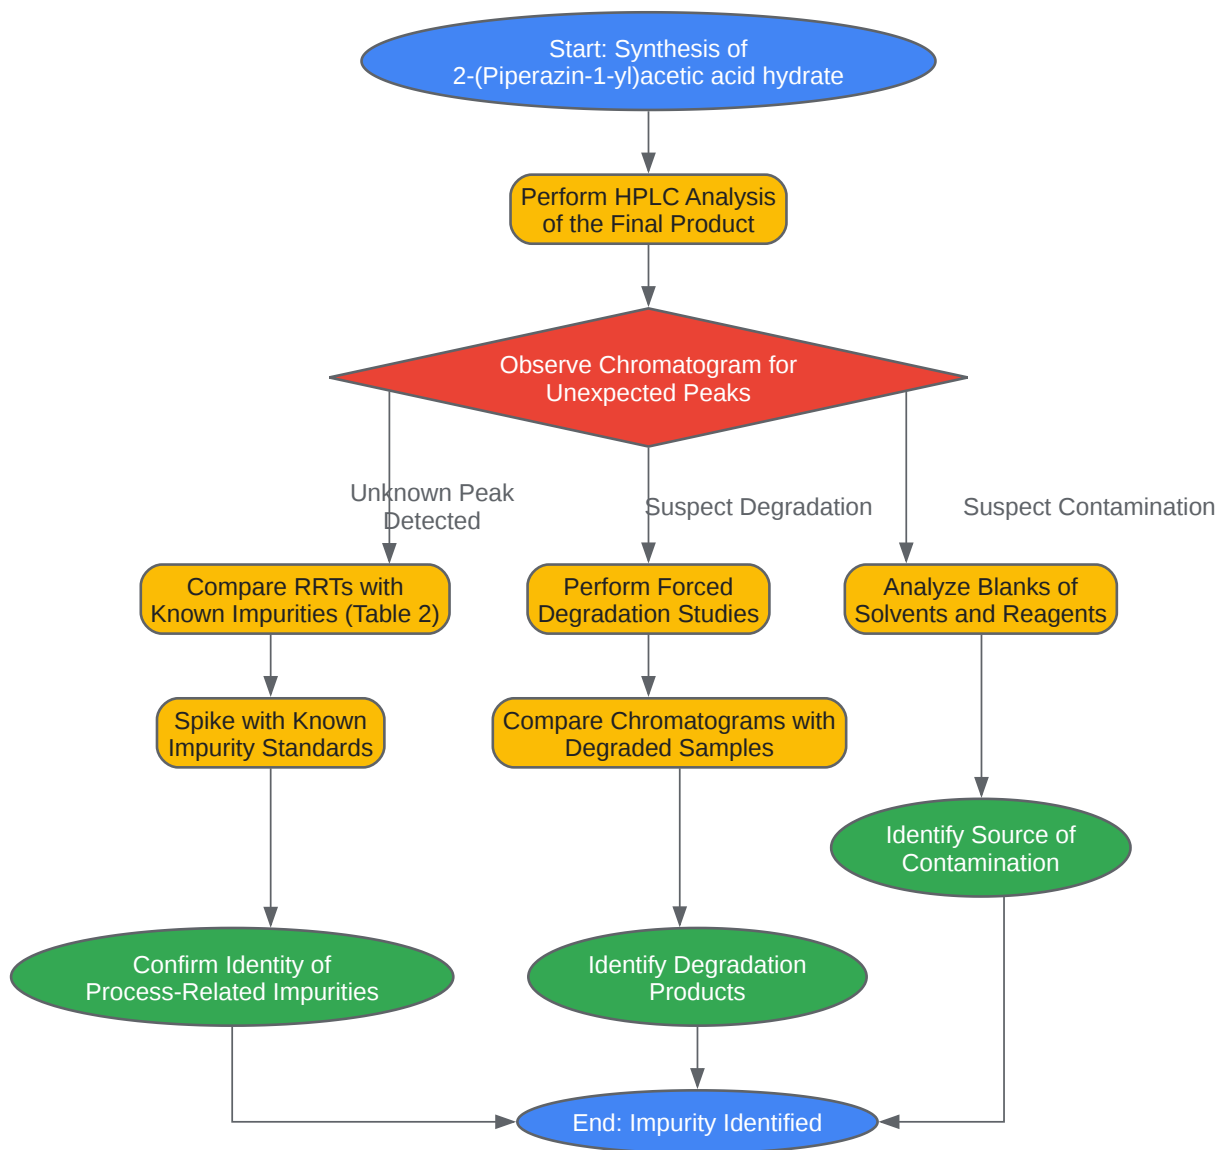 Start: Synthesis of
2-(Piperazin-1-yl)acetic acid hydrate
Perform HPLC Analysis
of the Final Product
Observe Chromatogram for
Unexpected Peaks
Unknown Peak
Detected
Suspect Degradation
Suspect Contamination
Compare RRTs with
Known Impurities (Table 2)
Perform Forced
Degradation Studies
Analyze Blanks of
Solvents and Reagents
Spike with Known
Impurity Standards
Compare Chromatograms with
Degraded Samples
Identify Source of
Contamination
Confirm Identity of
Process-Related Impurities
Identify Degradation
Products
End: Impurity Identified